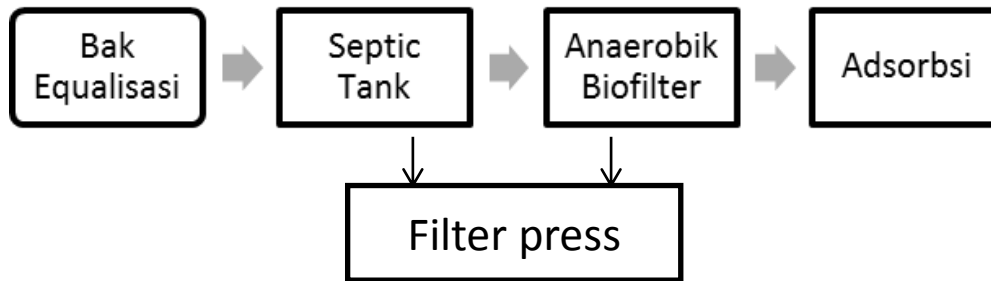 Bak
Equalisasi
Septic
Tank
Anaerobik
Biofilter
Adsorbsi
Filter press